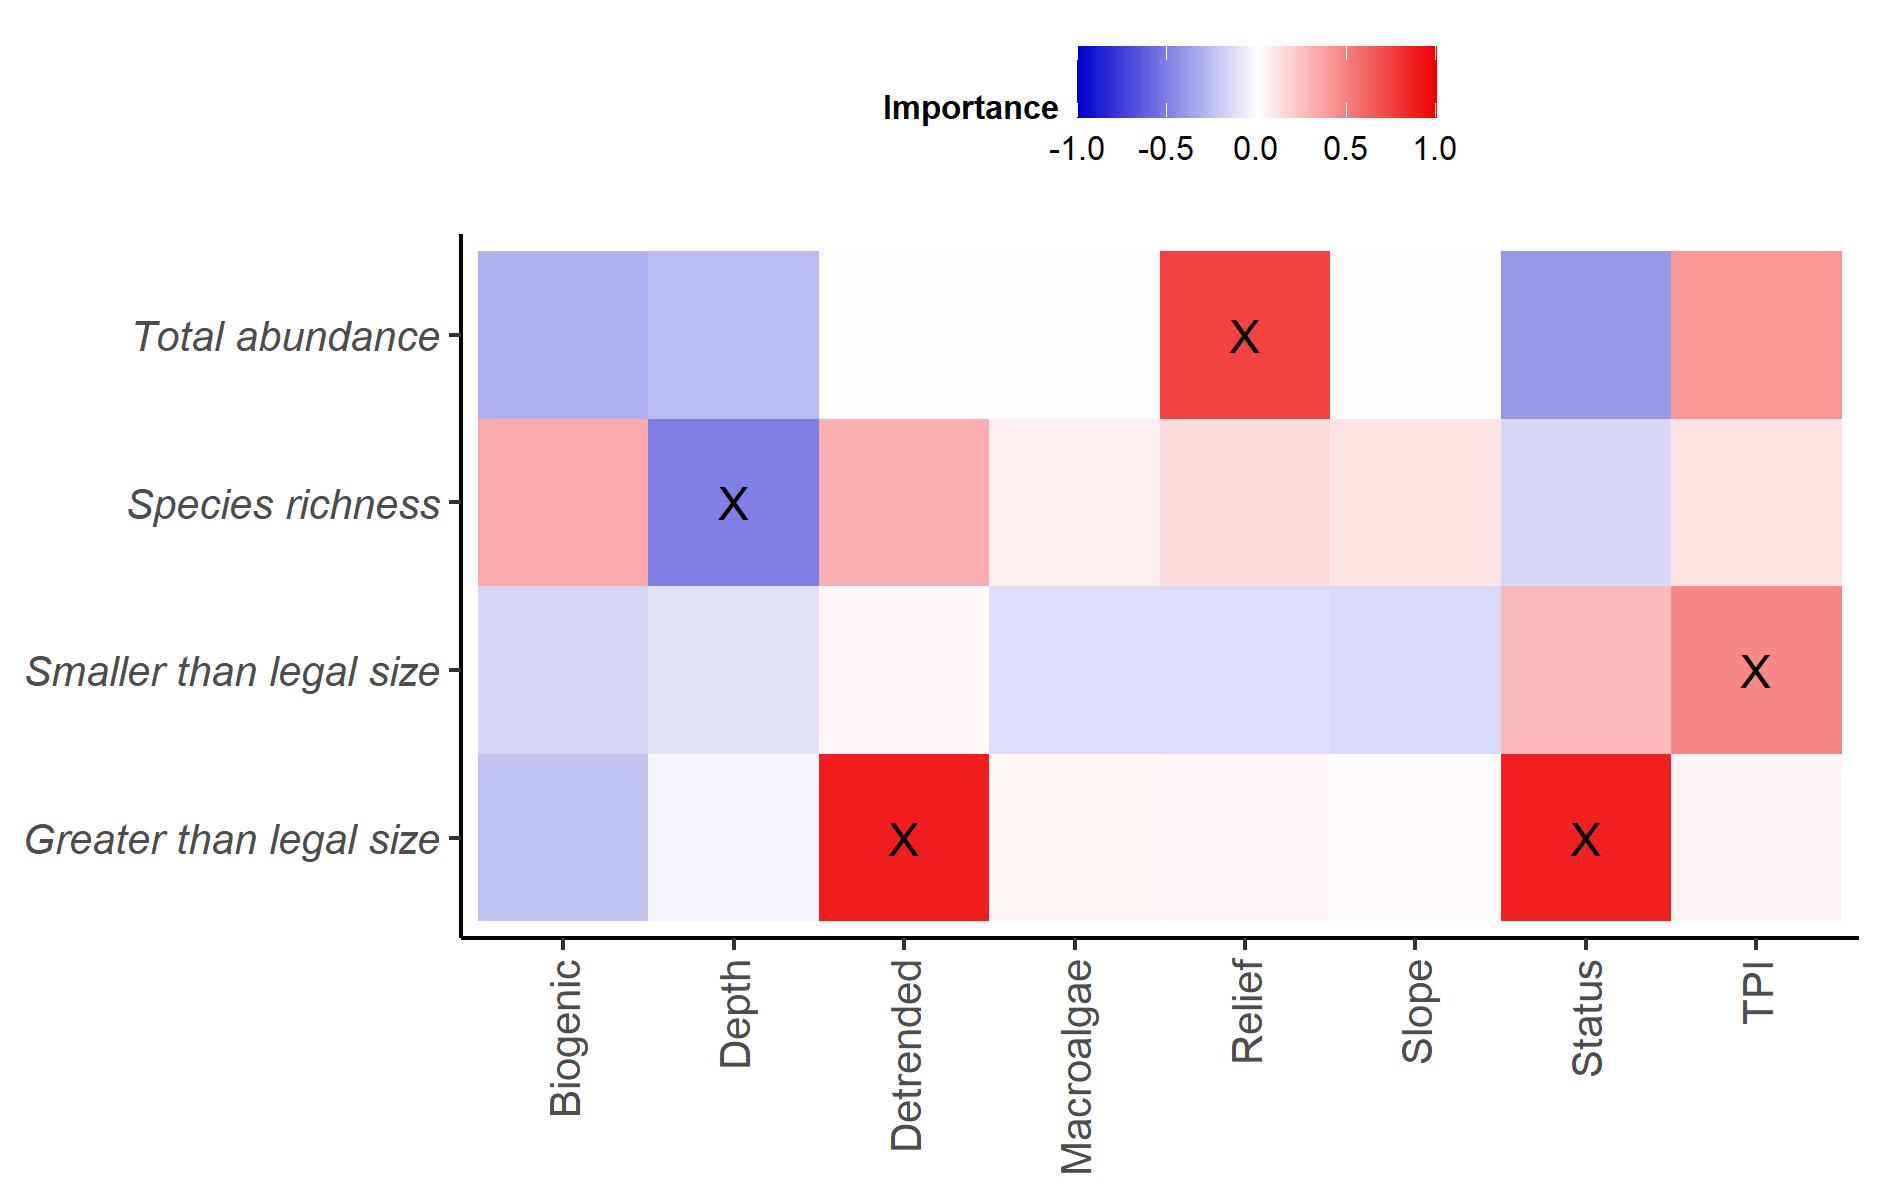 Importance
-1.0 -0.5 0.0 0.5 1.0
Total abundance
X
Species richness
X
Smaller than legal size
X
Greater than legal size
X X
Biogenic
Depth
Detrended
Macroalgae
Relief
Slope
Status
TPI